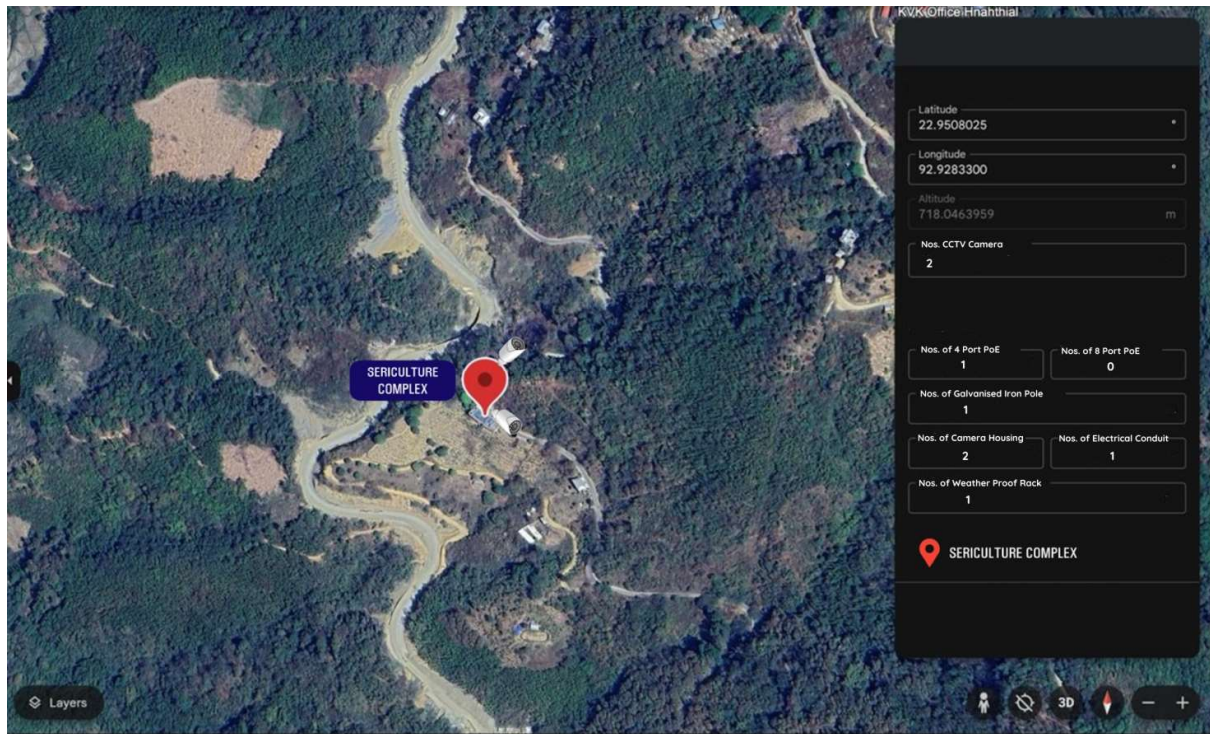 KVK Office Hnahthial
Latitude
22.9508025 °
Longitude
92.9283300 °
Altitude
718.0463959 m
Nos. CCTV Camera
2
SERICULTURE
COMPLEX
Nos. of 4 Port PoE
1
Nos. of 8 Port PoE
0
Nos. of Galvanised Iron Pole
1
Nos. of Camera Housing
2
Nos. of Electrical Conduit
1
Nos. of Weather Proof Rack
1
SERICULTURE COMPLEX
Layers
3D